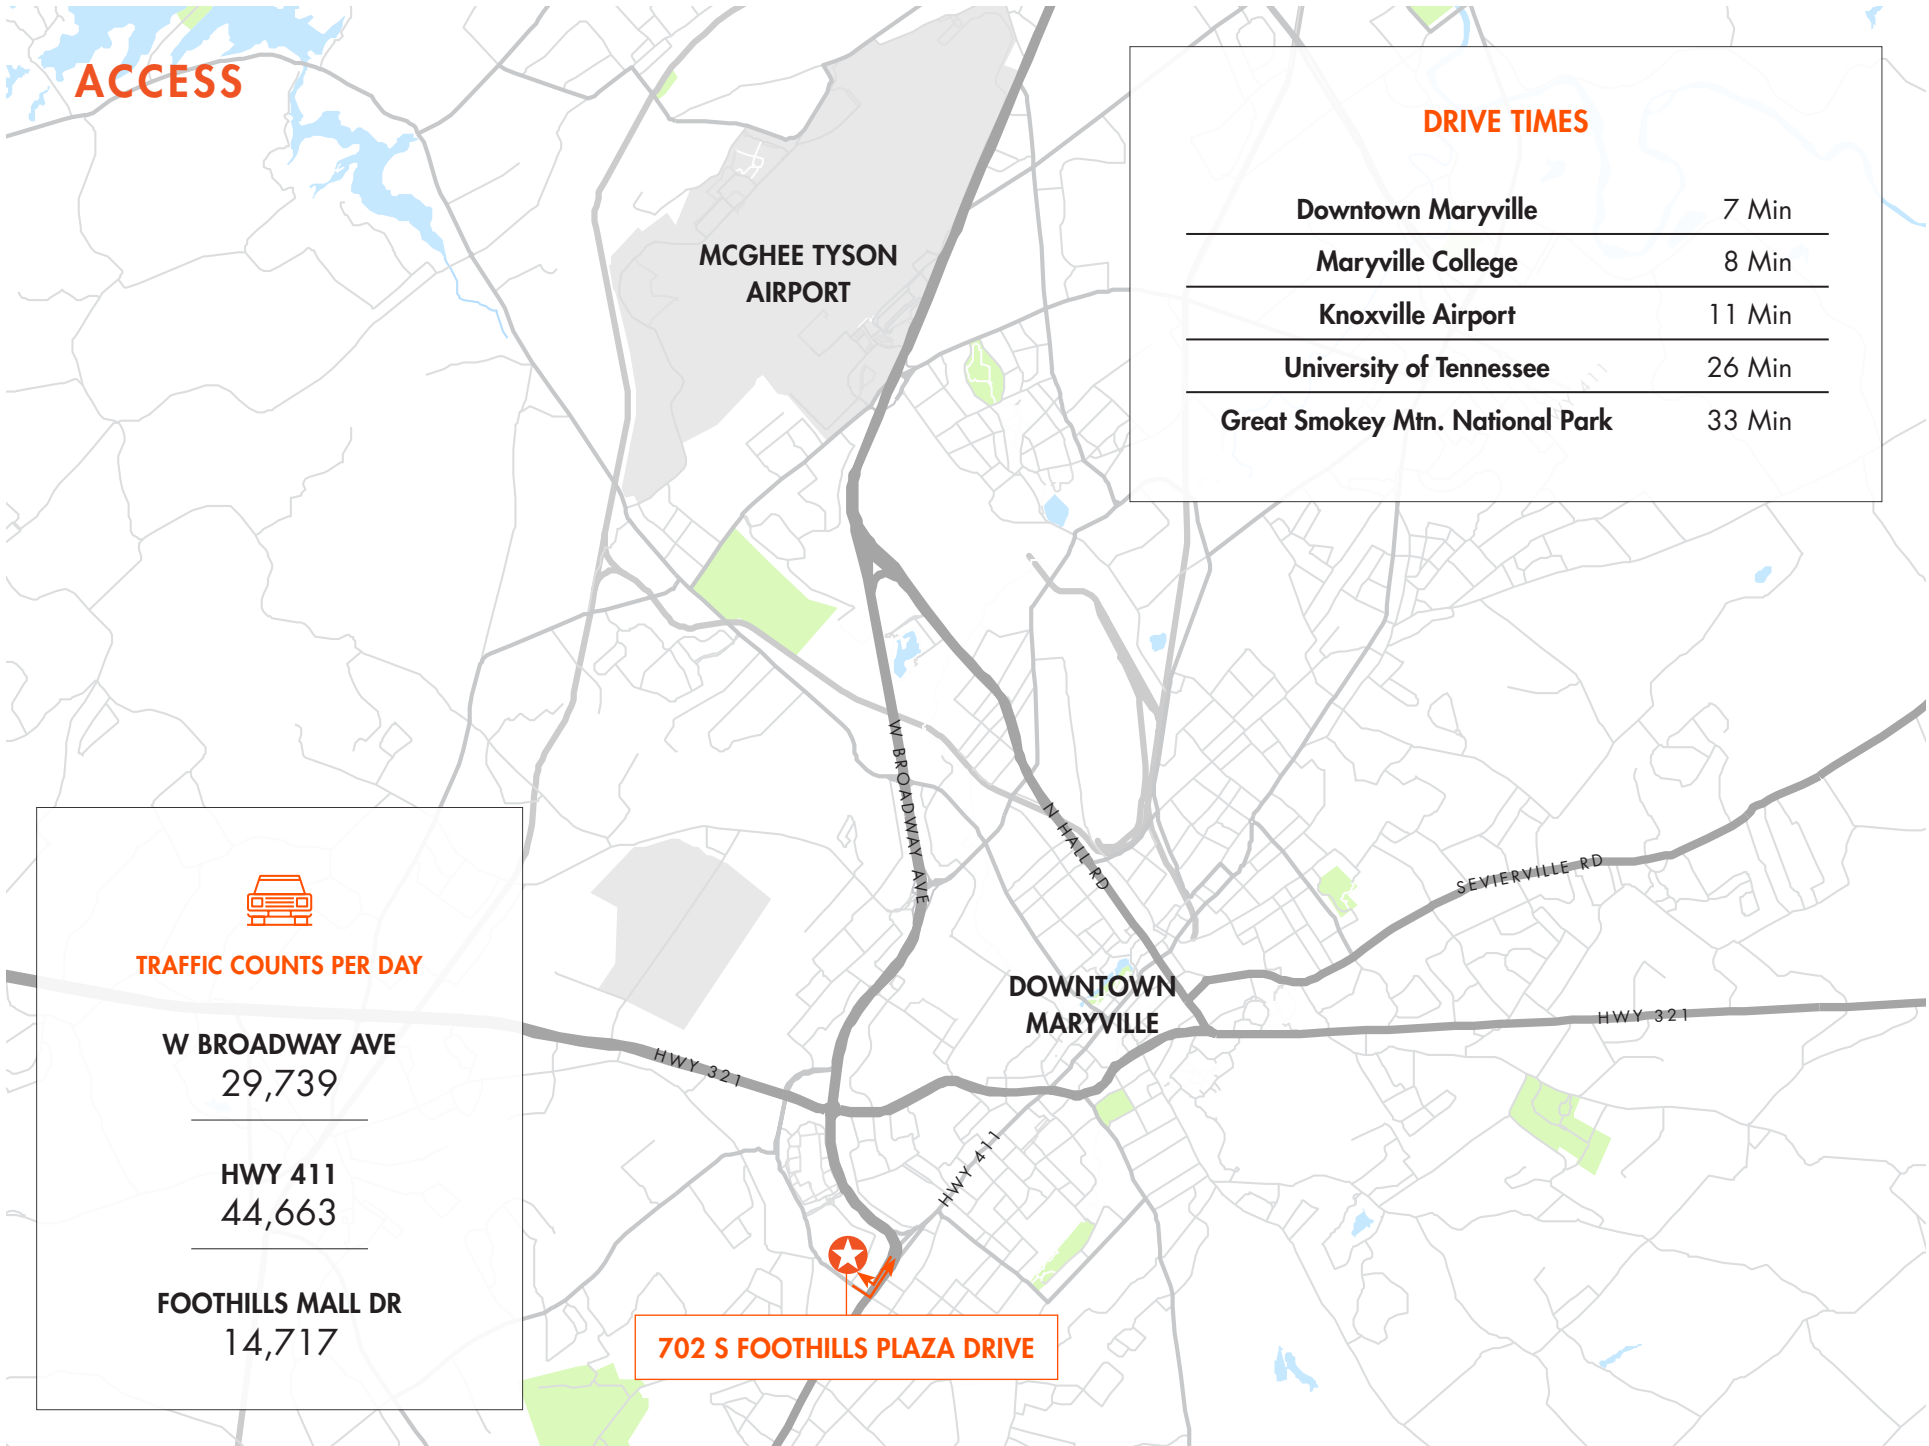 ACCESS
DRIVE TIMES
Downtown Maryville 7 Min
Maryville College 8 Min
Knoxville Airport 11 Min
University of Tennessee 26 Min
Great Smokey Mtn. National Park 33 Min
MCGHEE TYSON
AIRPORT
W BROADWAY AVE
N HALL RD
SEVIERVILLE RD
DOWNTOWN
MARYVILLE
HWY 321
HWY 321
HWY 411
TRAFFIC COUNTS PER DAY
W BROADWAY AVE
29,739
HWY 411
44,663
FOOTHILLS MALL DR
14,717
702 S FOOTHILLS PLAZA DRIVE